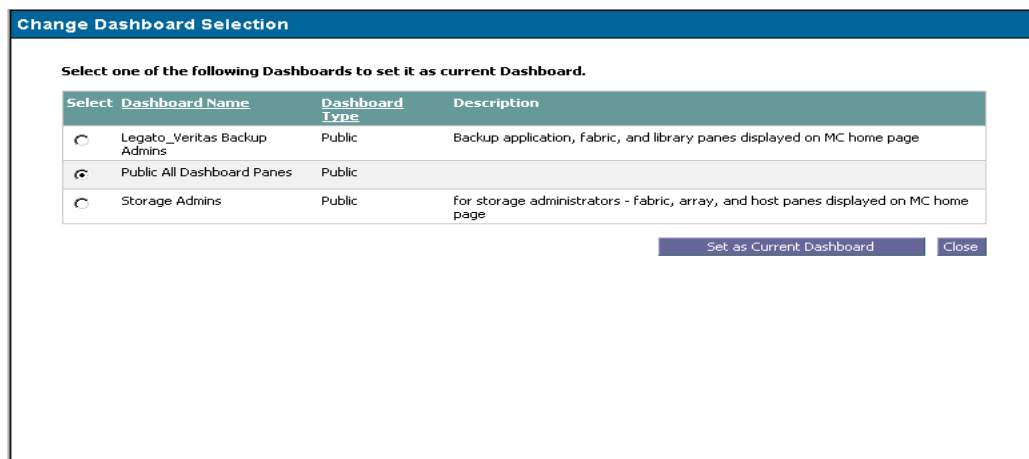 Change Dashboard Selection
Select one of the following Dashboards to set it as current Dashboard.
Select Dashboard Name Dashboard Type Description
Legato_Veritas Backup Admins Public Backup application, fabric, and library panes displayed on MC home page
Public All Dashboard Panes Public
Storage Admins Public for storage administrators - fabric, array, and host panes displayed on MC home page
Set as Current Dashboard Close